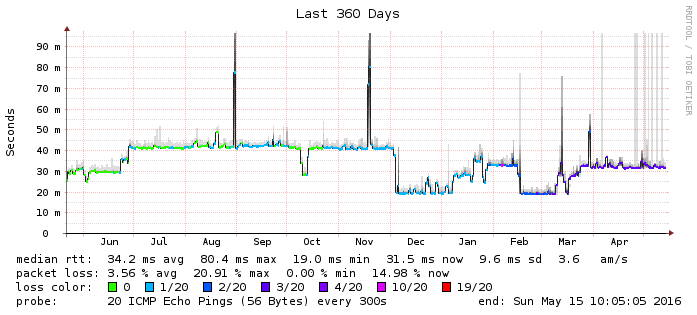 Last 360 Days
RRDTOOL / TOBI OETIKER
Seconds
90 m
80 m
70 m
60 m
50 m
40 m
30 m
20 m
10 m
0
Jun Jul Aug Sep Oct Nov Dec Jan Feb Mar Apr
median rtt: 34.2 ms avg 80.4 ms max 19.0 ms min 31.5 ms now 9.6 ms sd 3.6 am/s
packet loss: 3.56 % avg 20.91 % max 0.00 % min 14.98 % now
loss color: 0 1/20 2/20 3/20 4/20 10/20 19/20
probe: 20 ICMP Echo Pings (56 Bytes) every 300s end: Sun May 15 10:05:05 2016